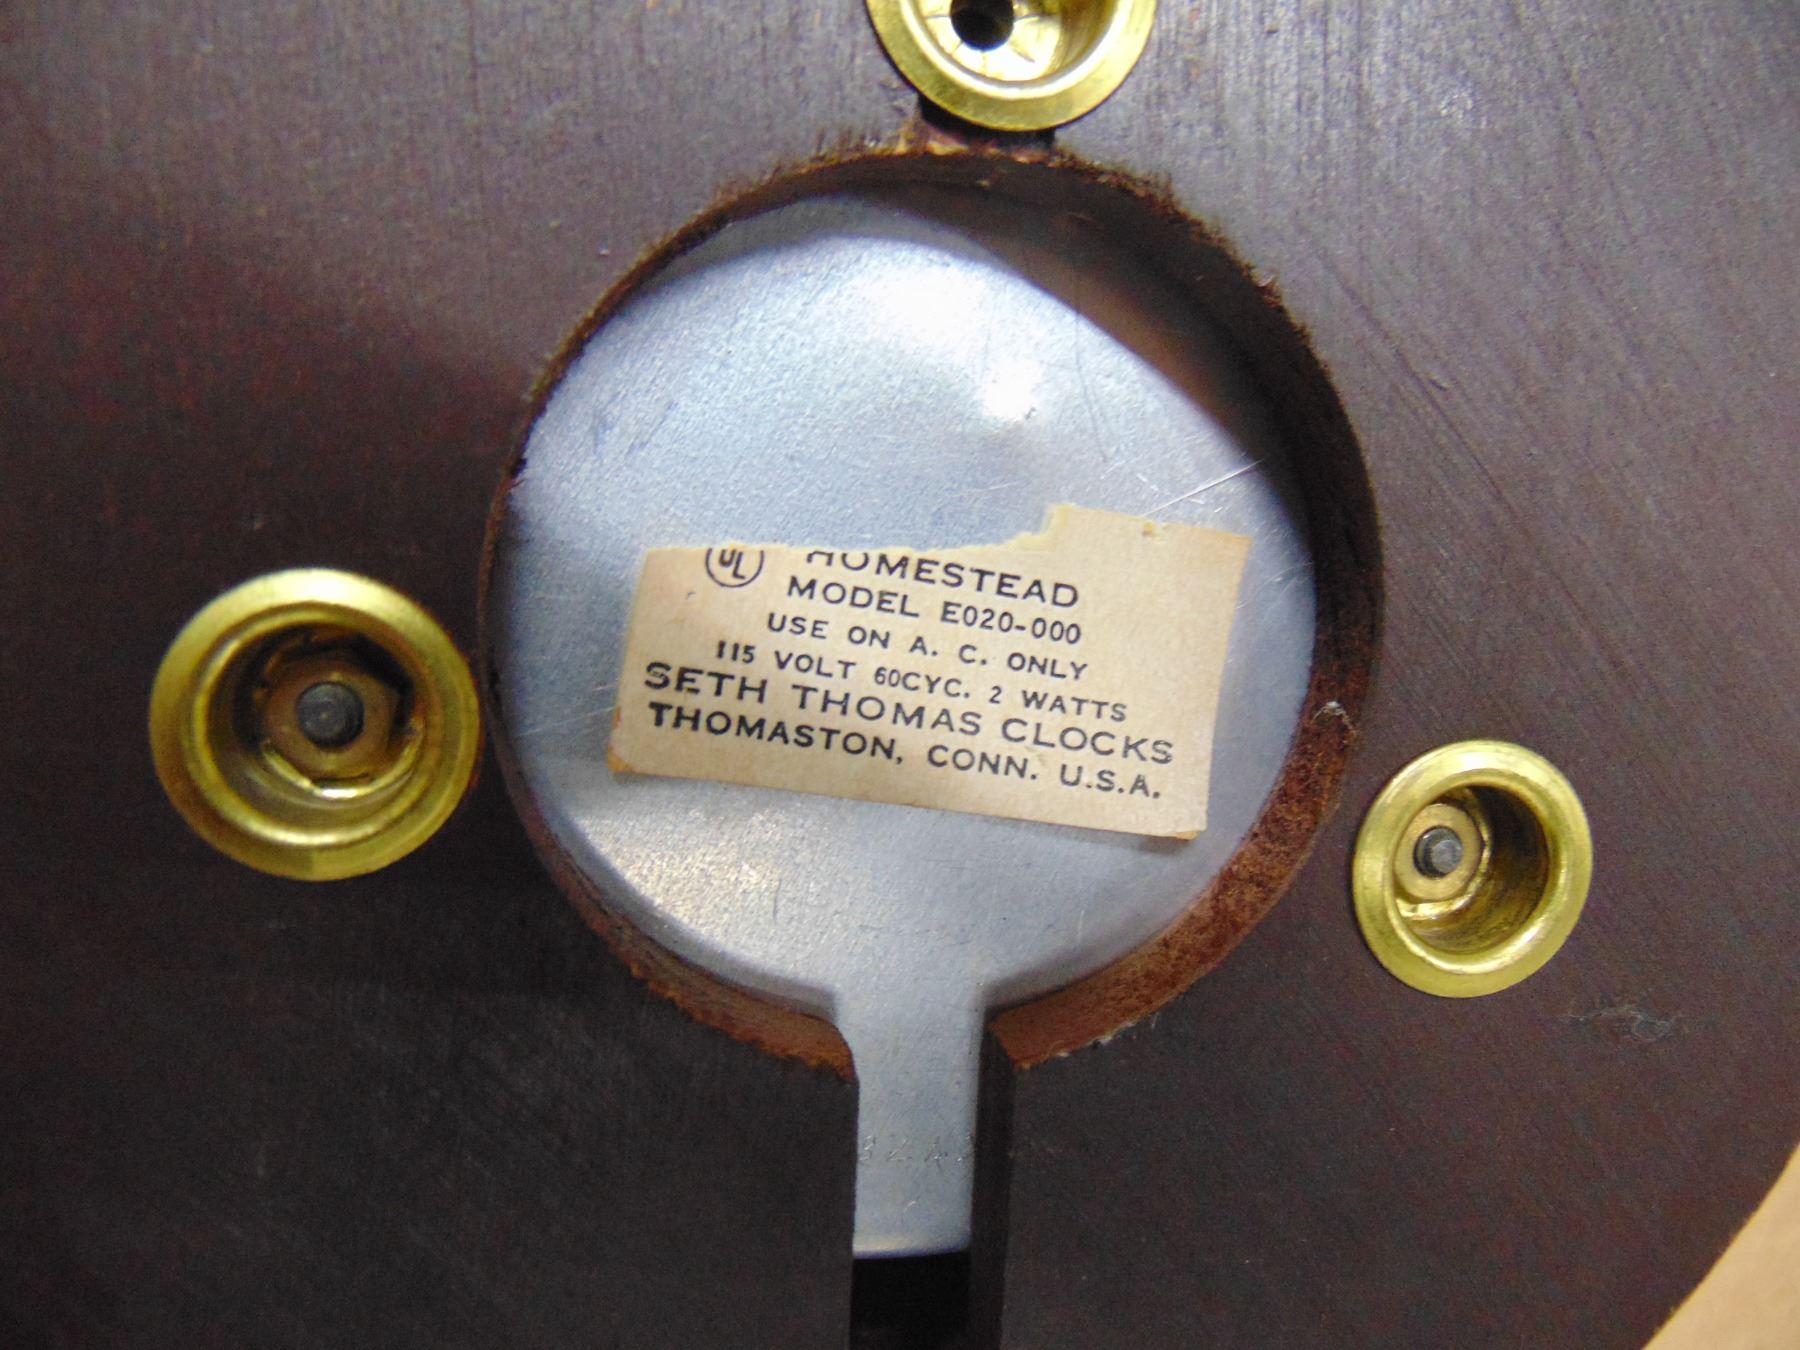 UL HOMESTEAD
MODEL E020-000
USE ON A. C. ONLY
115 VOLT 60CYC. 2 WATTS
SETH THOMAS CLOCKS
THOMASTON, CONN. U.S.A.